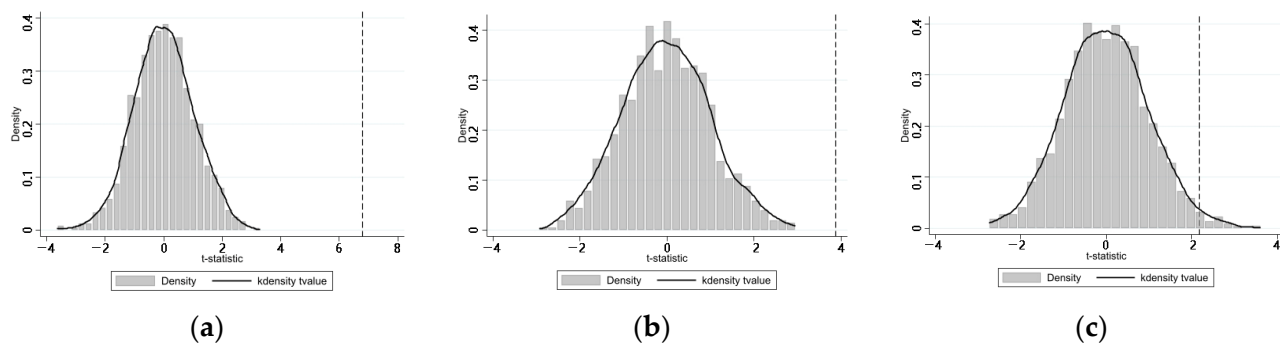 0.4
0.3
0.2
0.1
0
Density
−4 −2 0 2 4 6 8
t-statistic
Density kdensity tvalue
(a)
0.4
0.3
0.2
0.1
0
Density
−4 −2 0 2 4
t-statistic
Density kdensity tvalue
(b)
0.4
0.3
0.2
0.1
0
Density
−4 −2 0 2 4
t-statistic
Density kdensity tvalue
(c)